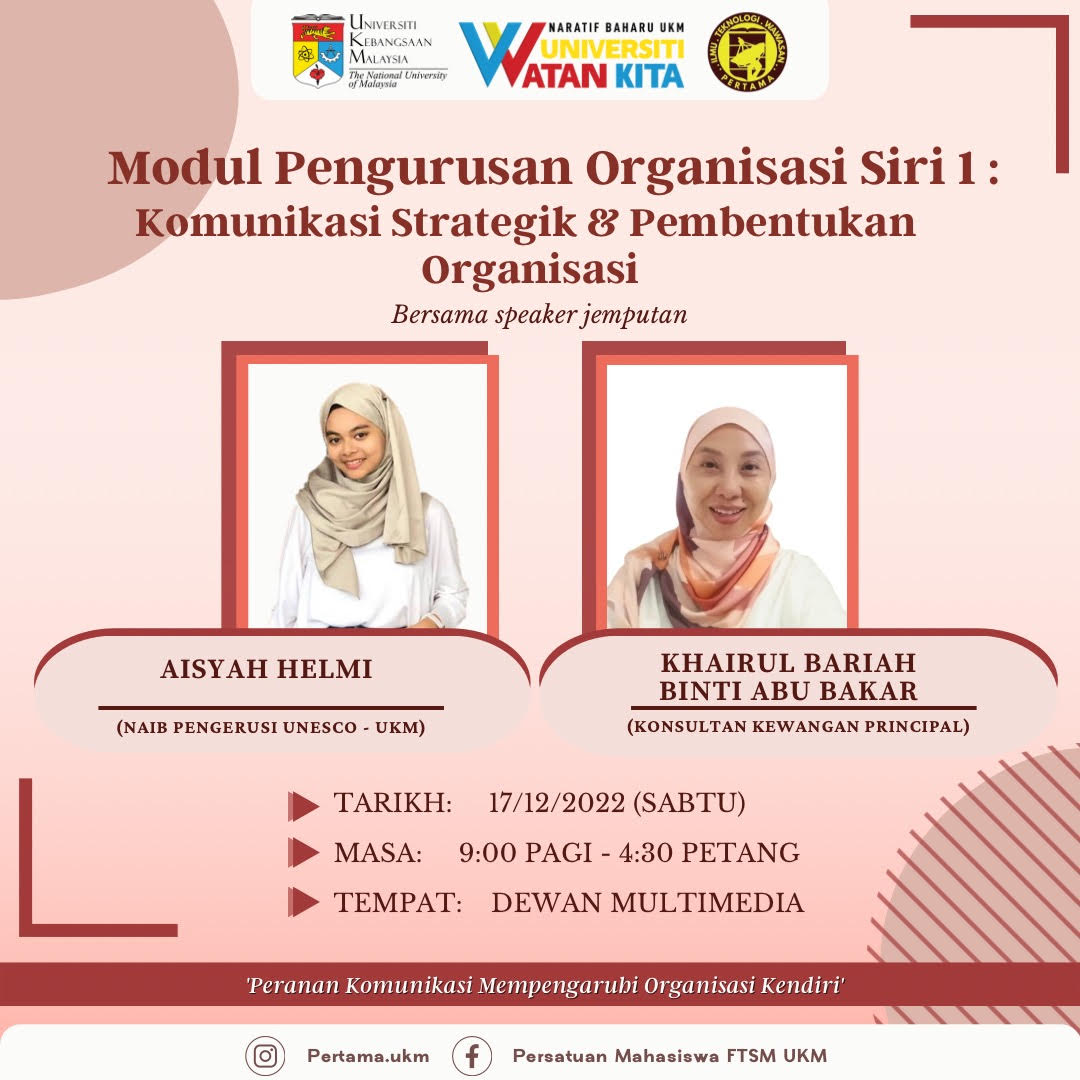 UNIVERSITI
KEBANGSAAN
MALAYSIA
The National University
of Malaysia
NARATIF BAHARU UKM
UNIVERSITI
WATAN KITA
ILMU . TEKNOLOGI . WAWASAN
PERTAMA
Modul Pengurusan Organisasi Siri 1 :
Komunikasi Strategik & Pembentukan
Organisasi
Bersama speaker jemputan
AISYAH HELMI
(NAIB PENGERUSI UNESCO - UKM)
KHAIRUL BARIAH
BINTI ABU BAKAR
(KONSULTAN KEWANGAN PRINCIPAL)
TARIKH: 17/12/2022 (SABTU)
MASA: 9:00 PAGI - 4:30 PETANG
TEMPAT: DEWAN MULTIMEDIA
'Peranan Komunikasi Mempengaruhi Organisasi Kendiri'
Pertama.ukm
Persatuan Mahasiswa FTSM UKM